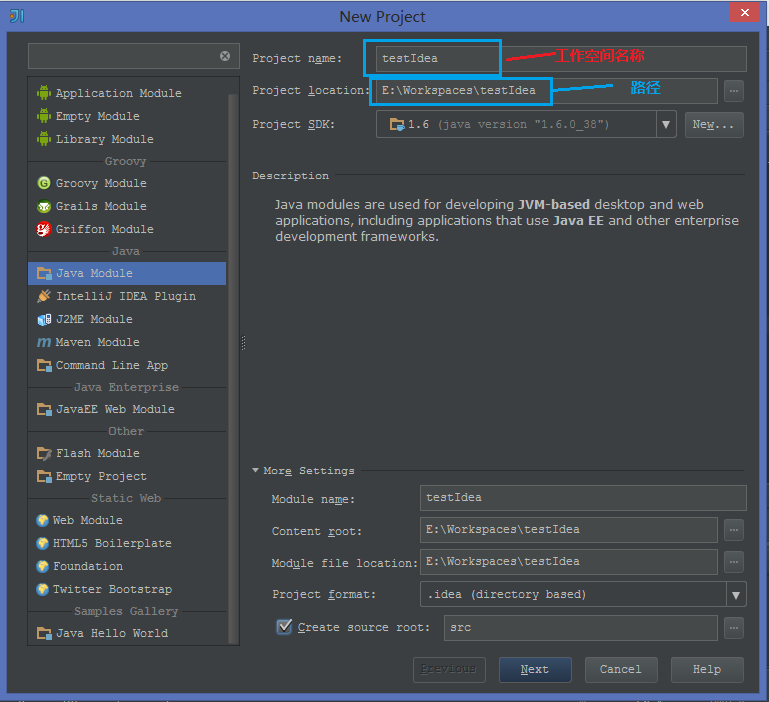 New Project
Project name: testIdea 工作空间名称
Project location: E:\Workspaces\testIdea 路径
Project SDK: 1.6 (java version "1.6.0_38") New...
Application Module
Empty Module
Library Module
Groovy
Groovy Module
Grails Module
Griffon Module
Java
Java Module
IntelliJ IDEA Plugin
J2ME Module
Maven Module
Command Line App
Java Enterprise
JavaEE Web Module
Other
Flash Module
Empty Project
Static Web
Web Module
HTML5 Boilerplate
Foundation
Twitter Bootstrap
Samples Gallery
Java Hello World
Description
Java modules are used for developing JVM-based desktop and web
applications, including applications that use Java EE and other enterprise
development frameworks.
More Settings
Module name: testIdea
Content root: E:\Workspaces\testIdea
Module file location: E:\Workspaces\testIdea
Project format: .idea (directory based)
Create source root: src
Previous Next Cancel Help